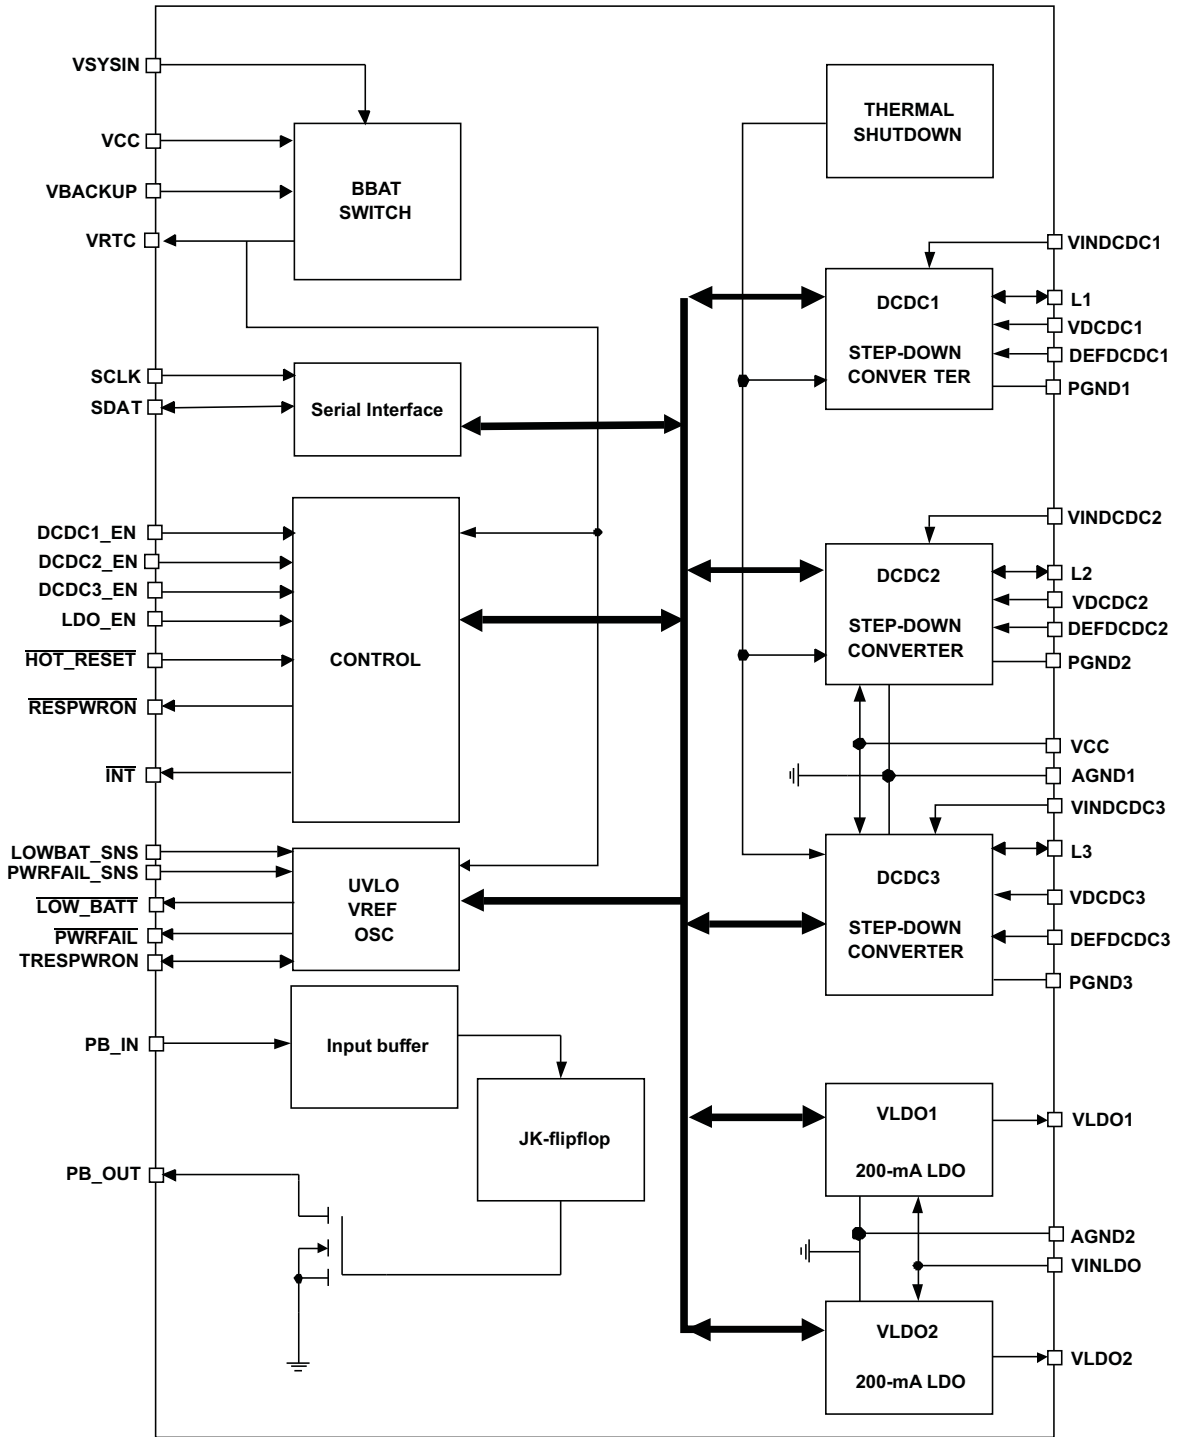 VSYSIN
VCC
VBACKUP
VRTC
BBAT
SWITCH
THERMAL
SHUTDOWN
VINDCDC1
DCDC1
STEP-DOWN
CONVER TER
L1
VDCDC1
DEFDCDC1
PGND1
SCLK
SDAT
Serial Interface
DCDC1_EN
DCDC2_EN
DCDC3_EN
LDO_EN
HOT_RESET
RESPWRON
INT
CONTROL
VINDCDC2
DCDC2
STEP-DOWN
CONVERTER
L2
VDCDC2
DEFDCDC2
PGND2
VCC
AGND1
VINDCDC3
LOWBAT_SNS
PWRFAIL_SNS
LOW_BATT
PWRFAIL
TRESPWRON
UVLO
VREF
OSC
DCDC3
STEP-DOWN
CONVERTER
L3
VDCDC3
DEFDCDC3
PGND3
PB_IN
Input buffer
JK-flipflop
PB_OUT
VLDO1
200-mA LDO
VLDO1
AGND2
VINLDO
VLDO2
200-mA LDO
VLDO2